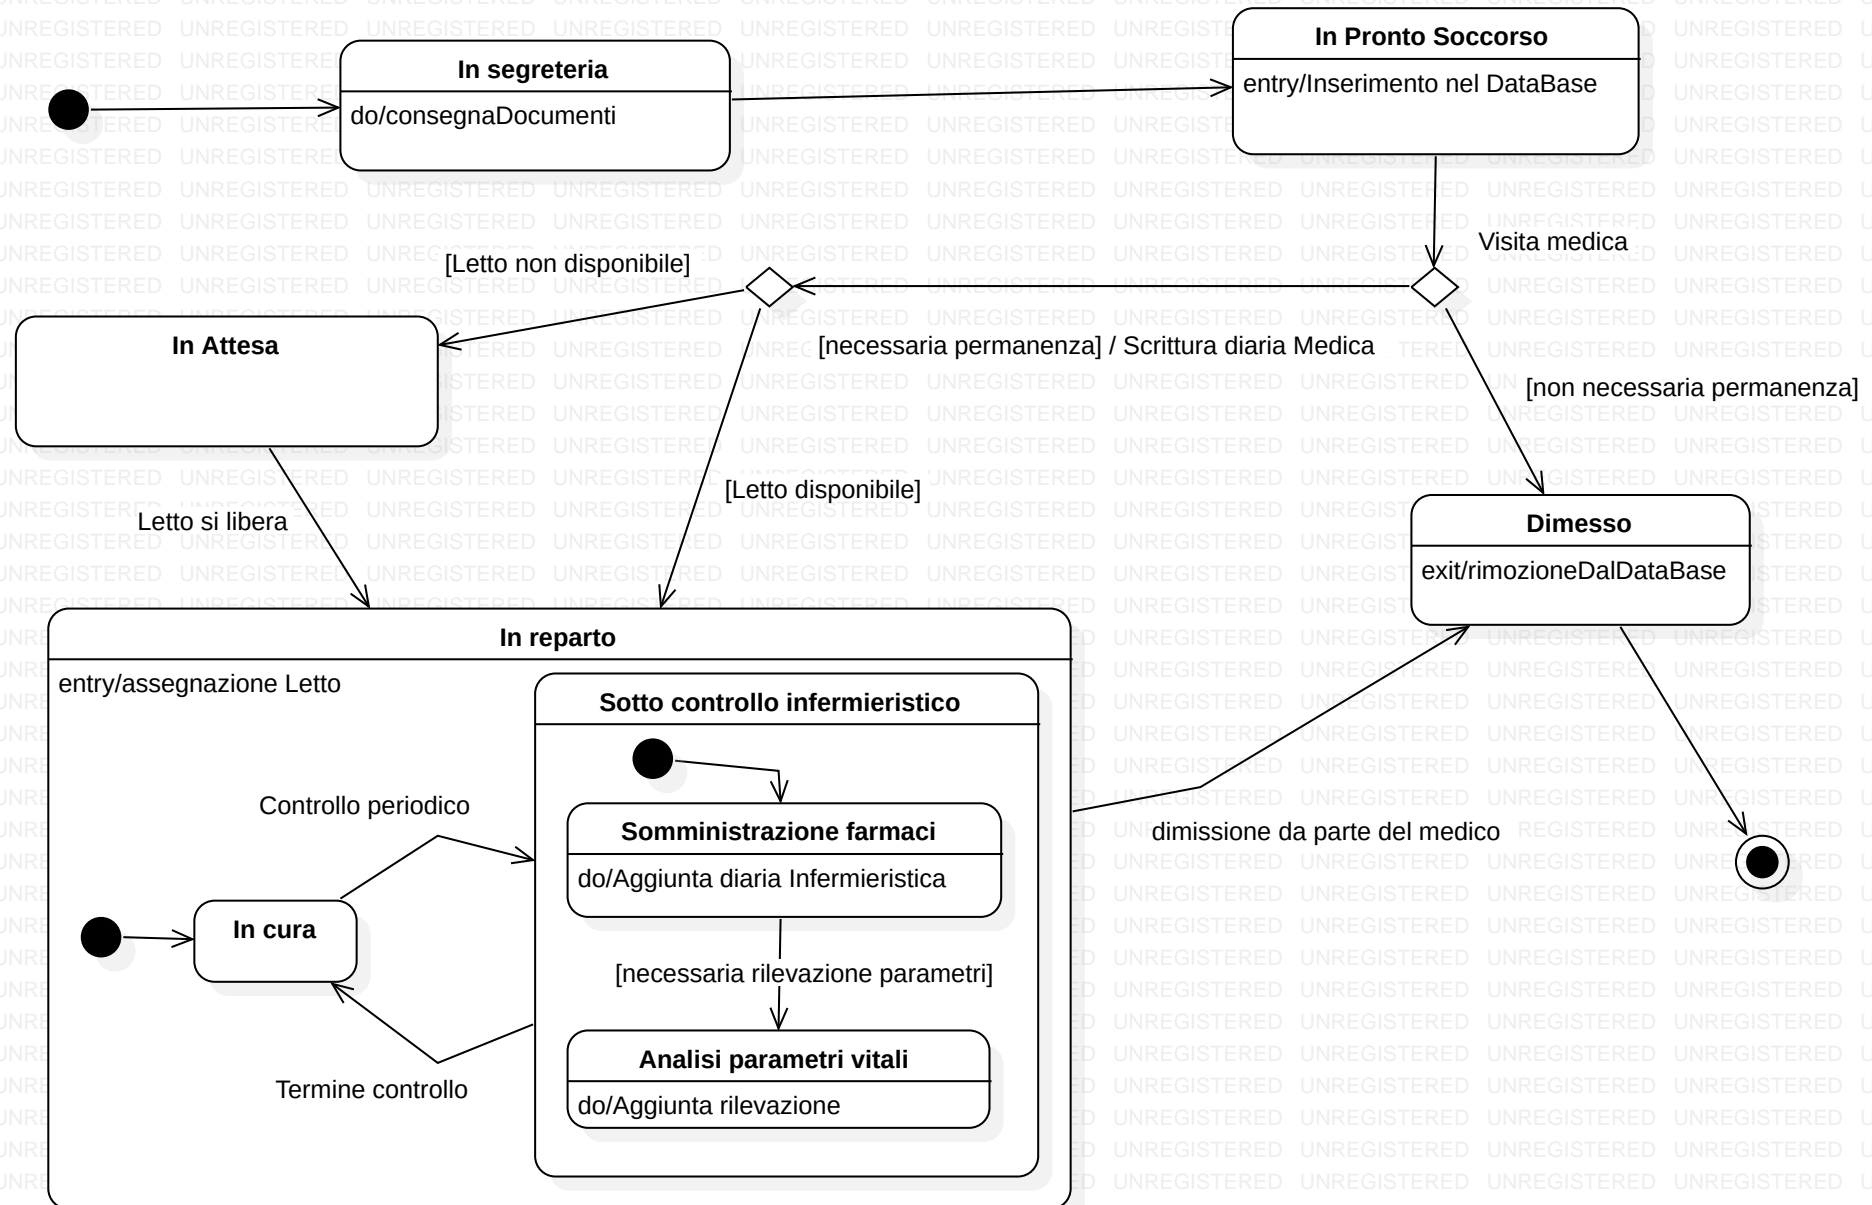 In segreteria
do/consegnaDocumenti
In Pronto Soccorso
entry/Inserimento nel DataBase
Visita medica
[Letto non disponibile]
In Attesa
[necessaria permanenza] / Scrittura diaria Medica
[non necessaria permanenza]
[Letto disponibile]
Letto si libera
Dimesso
exit/rimozioneDalDataBase
In reparto
entry/assegnazione Letto
Sotto controllo infermieristico
Controllo periodico
Somministrazione farmaci
do/Aggiunta diaria Infermieristica
dimissione da parte del medico
In cura
[necessaria rilevazione parametri]
Analisi parametri vitali
do/Aggiunta rilevazione
Termine controllo
UNREGISTERED